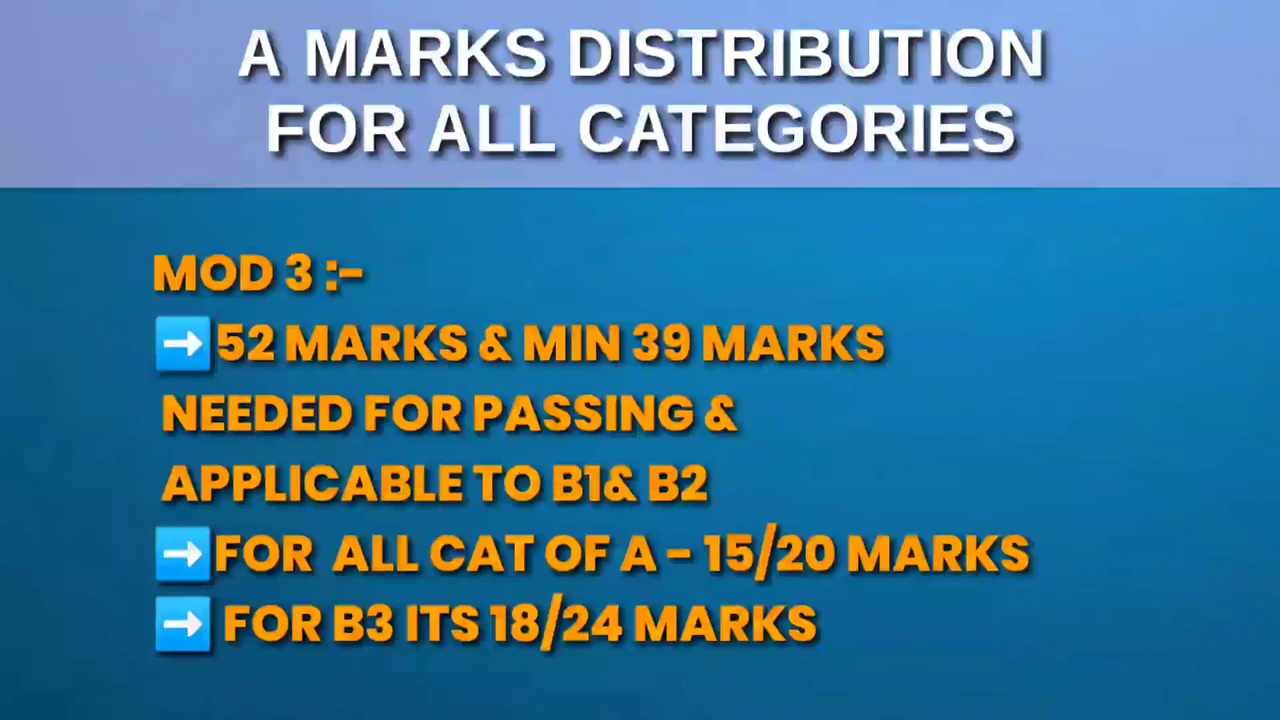 A MARKS DISTRIBUTION
FOR ALL CATEGORIES
MOD 3 :-
➡️52 MARKS & MIN 39 MARKS
NEEDED FOR PASSING &
APPLICABLE TO B1& B2
➡️FOR ALL CAT OF A - 15/20 MARKS
➡️ FOR B3 ITS 18/24 MARKS